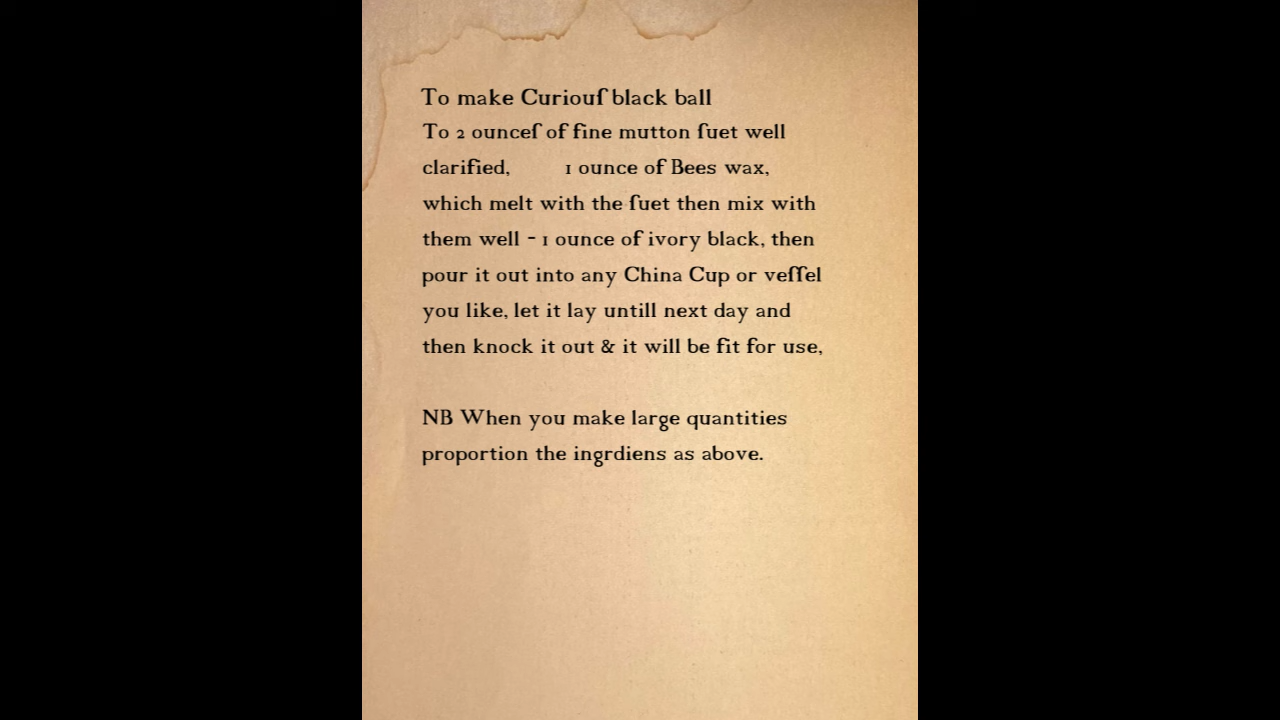 To make Curiouſ black ball
To 2 ounceſ of fine mutton ſuet well
clarified, 1 ounce of Bees wax,
which melt with the ſuet then mix with
them well - 1 ounce of ivory black, then
pour it out into any China Cup or veſſel
you like, let it lay untill next day and
then knock it out & it will be fit for use,
NB When you make large quantities
proportion the ingrdiens as above.